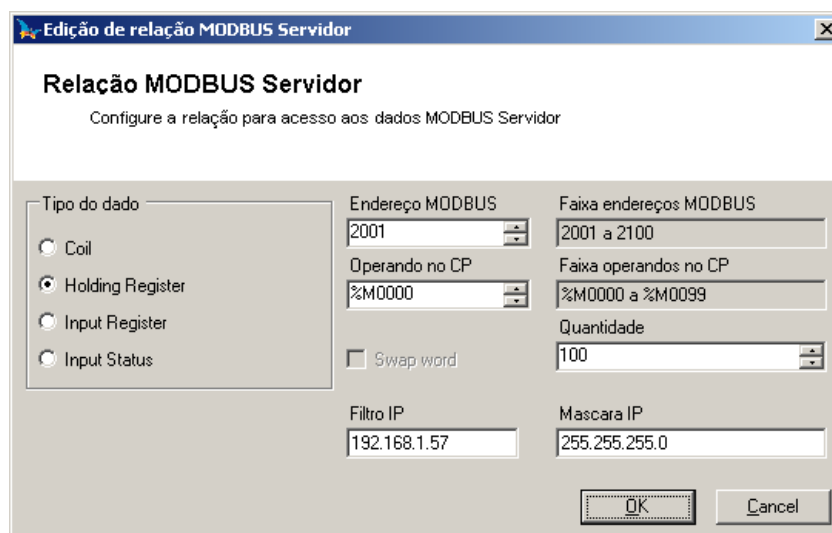 Edição de relação MODBUS Servidor
Relação MODBUS Servidor
Configure a relação para acesso aos dados MODBUS Servidor
Tipo do dado
Coil
Holding Register
Input Register
Input Status
Endereço MODBUS
2001
Faixa endereços MODBUS
2001 a 2100
Operando no CP
%M0000
Faixa operandos no CP
%M0000 a %M0099
Swap word
Quantidade
100
Filtro IP
192.168.1.57
Mascara IP
255.255.255.0
OK
Cancel